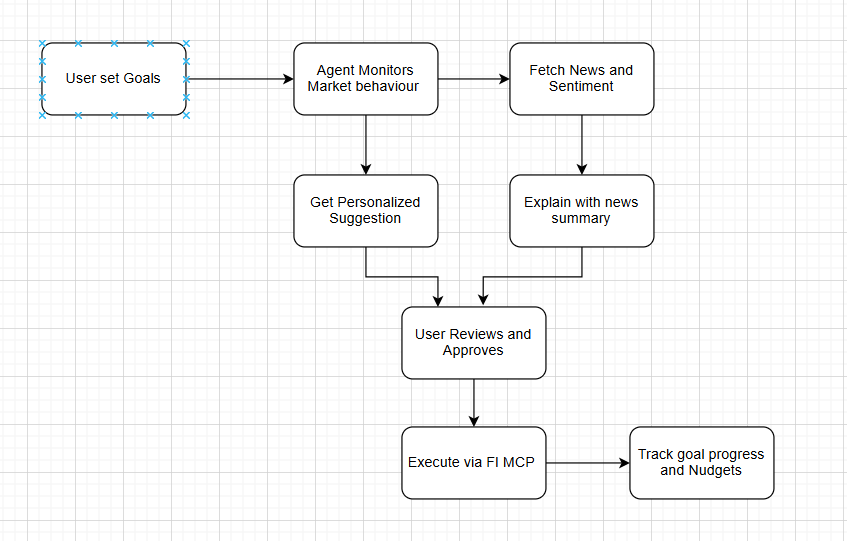 User set Goals
Agent Monitors
Market behaviour
Fetch News and
Sentiment
Get Personalized
Suggestion
Explain with news
summary
User Reviews and
Approves
Execute via FI MCP
Track goal progress
and Nudgets